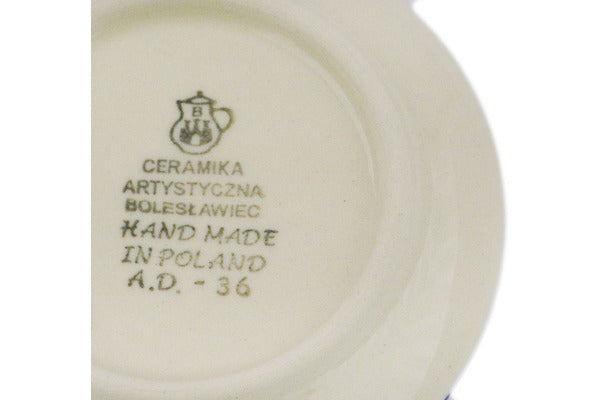 B
CERAMIKA
ARTYSTYCZNA
BOLESŁAWIEC
HAND MADE
IN POLAND
A.D. - 36